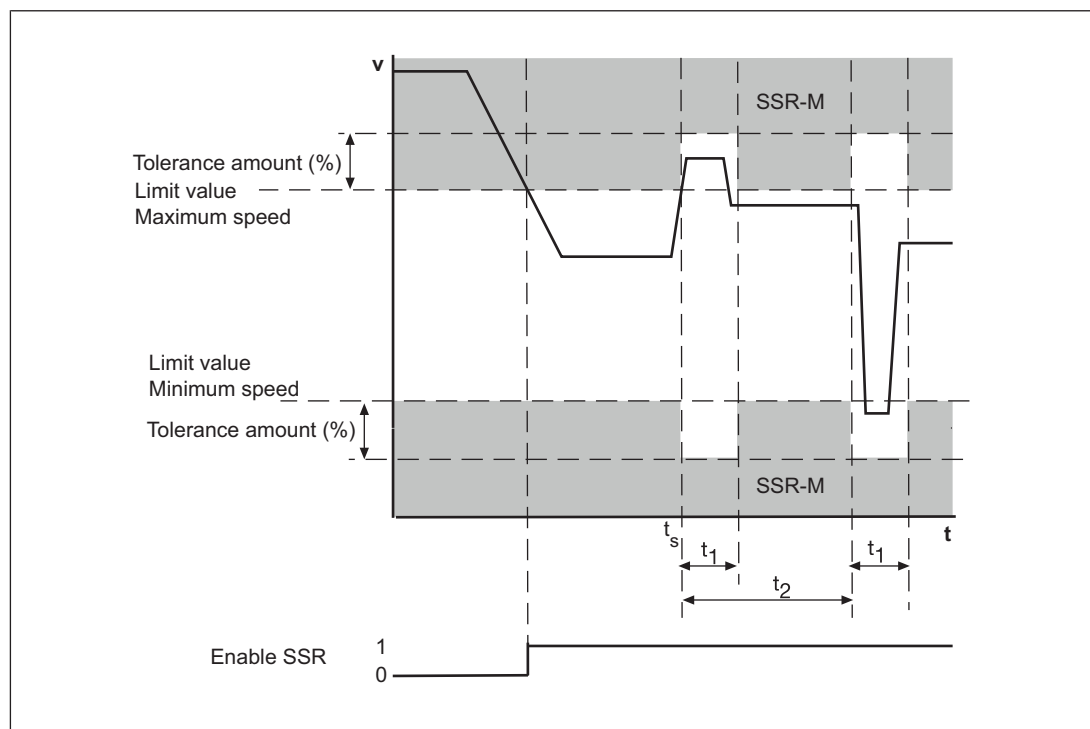 v
SSR-M
Tolerance amount (%)
Limit value
Maximum speed
Limit value
Minimum speed
Tolerance amount (%)
SSR-M
ts
t
t1
t1
t2
Enable SSR
1
0